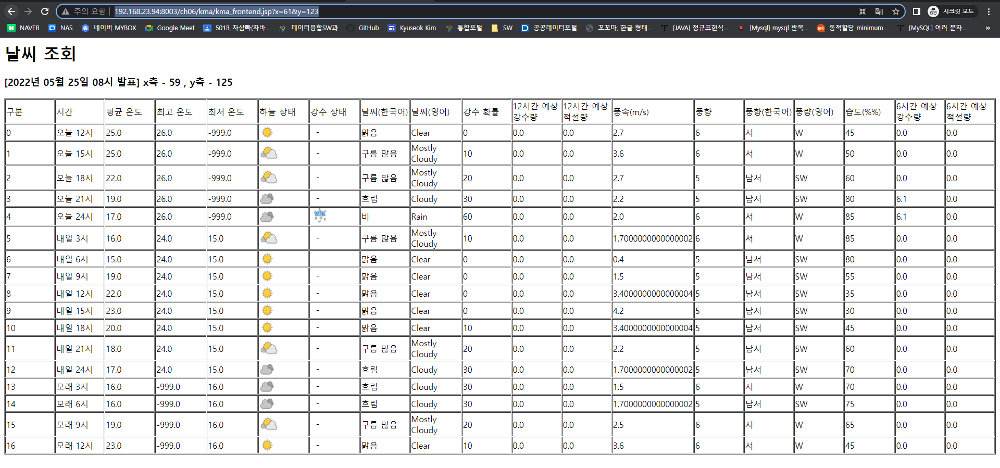 주의 요함 192.168.23.94:8003/ch06/kma/kma_frontend.jsp?x=61&y=123 시크릿 모드
NAVER NAS 네이버 MYBOX Google Meet 501B_자삼빠(자바... 데이터융합SW과 GitHub Kyuseok Kim 통합포털 SW 공공데이터포털 꼬꼬마, 한글 형태... [JAVA] 정규표현식... [Mysql] mysql 반복... ask 동적할당 minimum... [MySQL] 여러 문자... »
날씨 조회
[2022년 05월 25일 08시 발표] x축 - 59 , y축 - 125
구분 시간 평균 온도 최고 온도 최저 온도 하늘 상태 강수 상태 날씨(한국어) 날씨(영어) 강수 확률 12시간 예상 강수량 12시간 예상 적설량 풍속(m/s) 풍향 풍향(한국어) 풍량(영어) 습도(%%) 6시간 예상 강수량 6시간 예상 적설량
0 오늘 12시 25.0 26.0 -999.0 - 맑음 Clear 0 0.0 0.0 2.7 6 서 W 45 0.0 0.0
1 오늘 15시 25.0 26.0 -999.0 - 구름 많음 Mostly Cloudy 10 0.0 0.0 3.6 6 서 W 50 0.0 0.0
2 오늘 18시 22.0 26.0 -999.0 - 구름 많음 Mostly Cloudy 20 0.0 0.0 2.7 5 남서 SW 60 0.0 0.0
3 오늘 21시 19.0 26.0 -999.0 - 흐림 Cloudy 30 0.0 0.0 2.2 5 남서 SW 80 6.1 0.0
4 오늘 24시 17.0 26.0 -999.0 비 Rain 60 0.0 0.0 2.0 6 서 W 85 6.1 0.0
5 내일 3시 16.0 24.0 15.0 - 구름 많음 Mostly Cloudy 10 0.0 0.0 1.7000000000000002 6 서 W 85 0.0 0.0
6 내일 6시 15.0 24.0 15.0 - 맑음 Clear 0 0.0 0.0 0.4 5 남서 SW 80 0.0 0.0
7 내일 9시 19.0 24.0 15.0 - 맑음 Clear 0 0.0 0.0 1.5 5 남서 SW 55 0.0 0.0
8 내일 12시 22.0 24.0 15.0 - 맑음 Clear 0 0.0 0.0 3.4000000000000004 5 남서 SW 35 0.0 0.0
9 내일 15시 23.0 24.0 15.0 - 맑음 Clear 0 0.0 0.0 4.2 5 남서 SW 30 0.0 0.0
10 내일 18시 20.0 24.0 15.0 - 맑음 Clear 10 0.0 0.0 3.4000000000000004 5 남서 SW 45 0.0 0.0
11 내일 21시 18.0 24.0 15.0 - 구름 많음 Mostly Cloudy 20 0.0 0.0 2.2 5 남서 SW 60 0.0 0.0
12 내일 24시 17.0 24.0 15.0 - 흐림 Cloudy 30 0.0 0.0 1.7000000000000002 5 남서 SW 70 0.0 0.0
13 모래 3시 16.0 -999.0 16.0 - 흐림 Cloudy 30 0.0 0.0 1.5 6 서 W 70 0.0 0.0
14 모래 6시 16.0 -999.0 16.0 - 흐림 Cloudy 30 0.0 0.0 1.7000000000000002 5 남서 SW 75 0.0 0.0
15 모래 9시 19.0 -999.0 16.0 - 구름 많음 Mostly Cloudy 20 0.0 0.0 2.5 6 서 W 65 0.0 0.0
16 모래 12시 23.0 -999.0 16.0 - 맑음 Clear 10 0.0 0.0 3.6 6 서 W 45 0.0 0.0